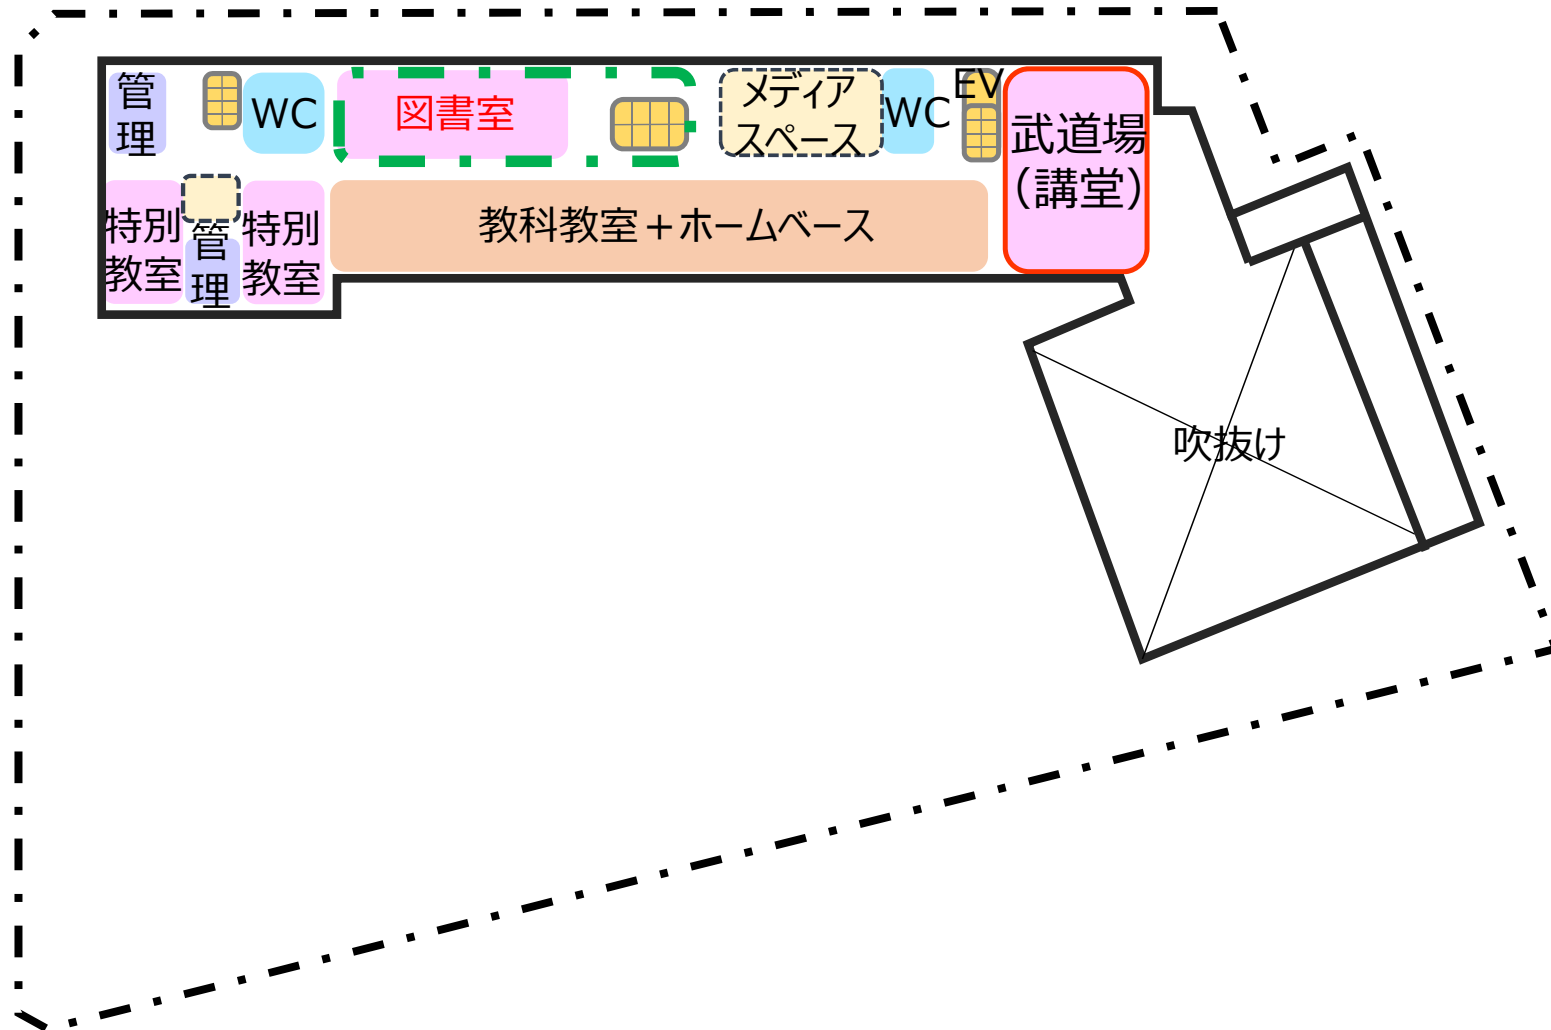 管
理
WC
図書室
メディア
スペース
WC
EV
武道場
（講堂）
特別
教室
管
理
特別
教室
教科教室＋ホームベース
吹抜け